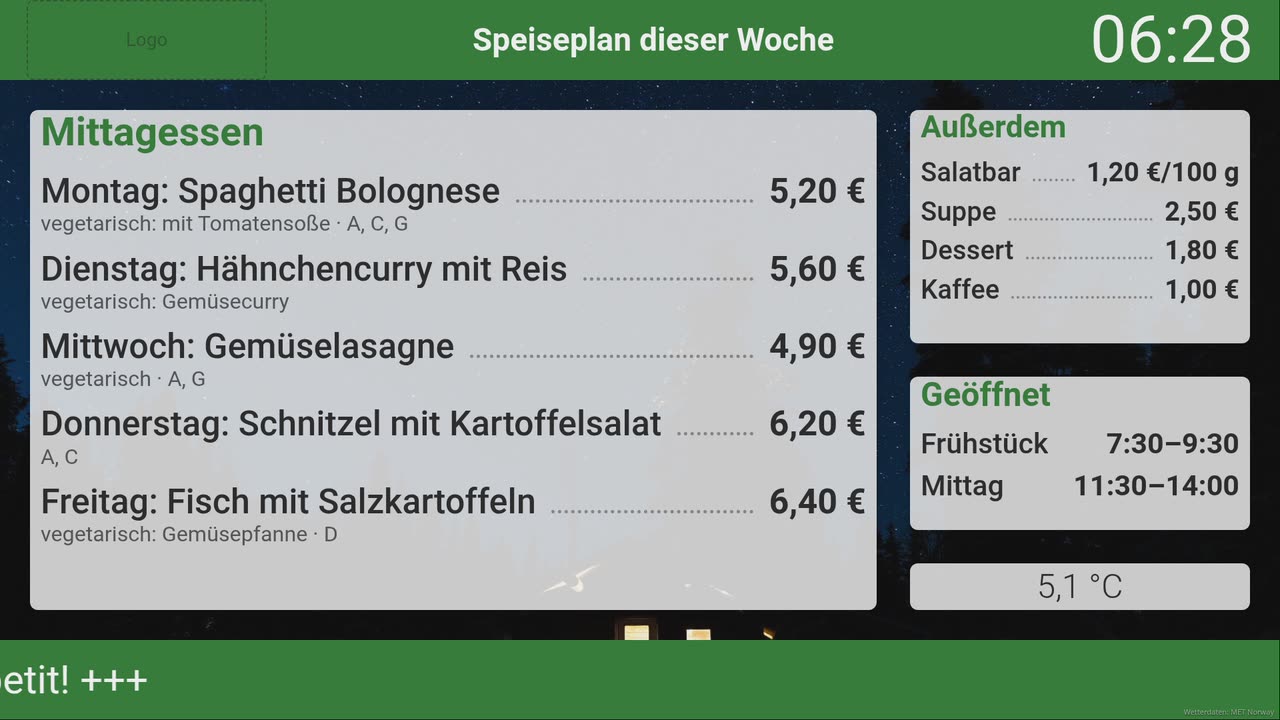 Logo
Speiseplan dieser Woche
06:28
Mittagessen
Montag: Spaghetti Bolognese 5,20 €
vegetarisch: mit Tomatensoße · A, C, G
Dienstag: Hähnchencurry mit Reis 5,60 €
vegetarisch: Gemüsecurry
Mittwoch: Gemüselasagne 4,90 €
vegetarisch · A, G
Donnerstag: Schnitzel mit Kartoffelsalat 6,20 €
A, C
Freitag: Fisch mit Salzkartoffeln 6,40 €
vegetarisch: Gemüsepfanne · D
Außerdem
Salatbar 1,20 €/100 g
Suppe 2,50 €
Dessert 1,80 €
Kaffee 1,00 €
Geöffnet
Frühstück 7:30–9:30
Mittag 11:30–14:00
5,1 °C
etit! +++
Wetterdaten: MET Norway